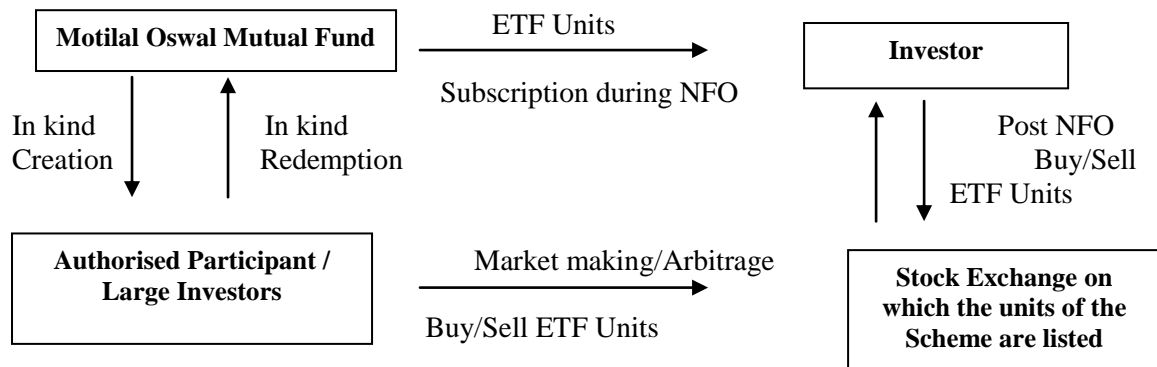 Motilal Oswal Mutual Fund
ETF Units
Subscription during NFO
Investor
In kind
Creation
In kind
Redemption
Post NFO
Buy/Sell
ETF Units
Authorised Participant /
Large Investors
Market making/Arbitrage
Buy/Sell ETF Units
Stock Exchange on
which the units of the
Scheme are listed